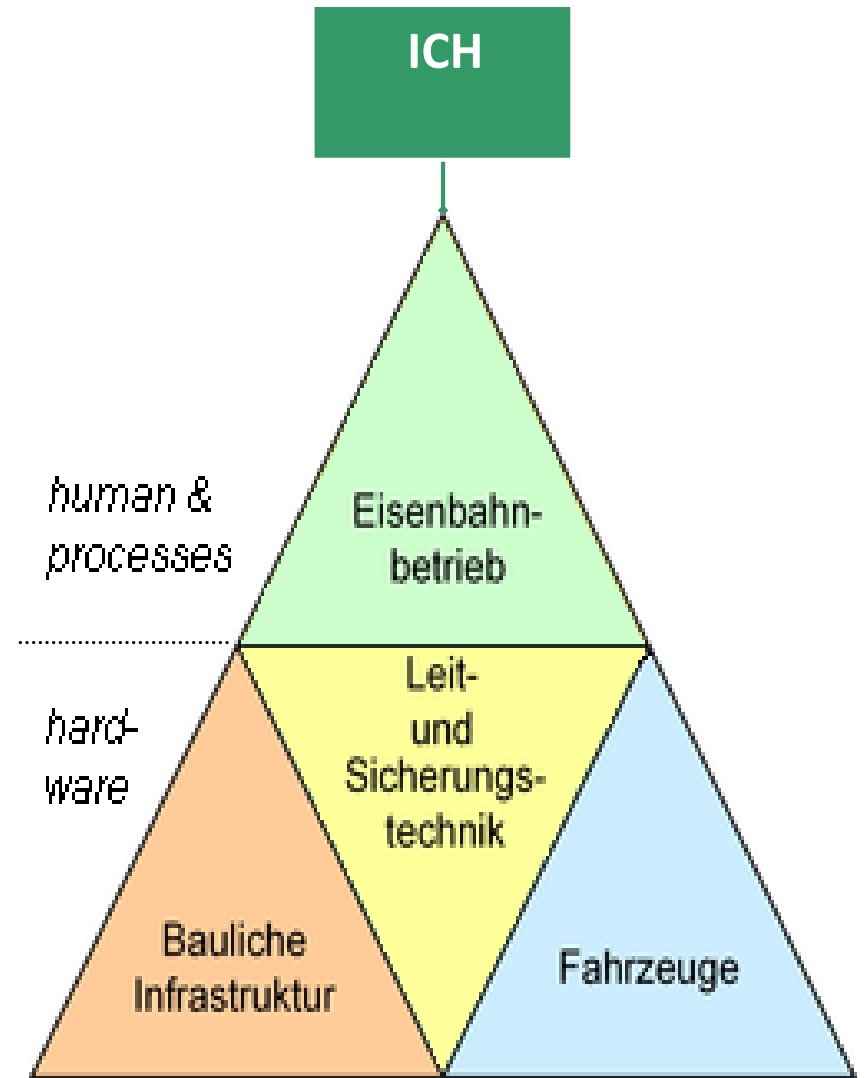 ICH
human &
processes
Eisenbahn-
betrieb
hard-
ware
Leit-
und
Sicherungs-
technik
Bauliche
Infrastruktur
Fahrzeuge